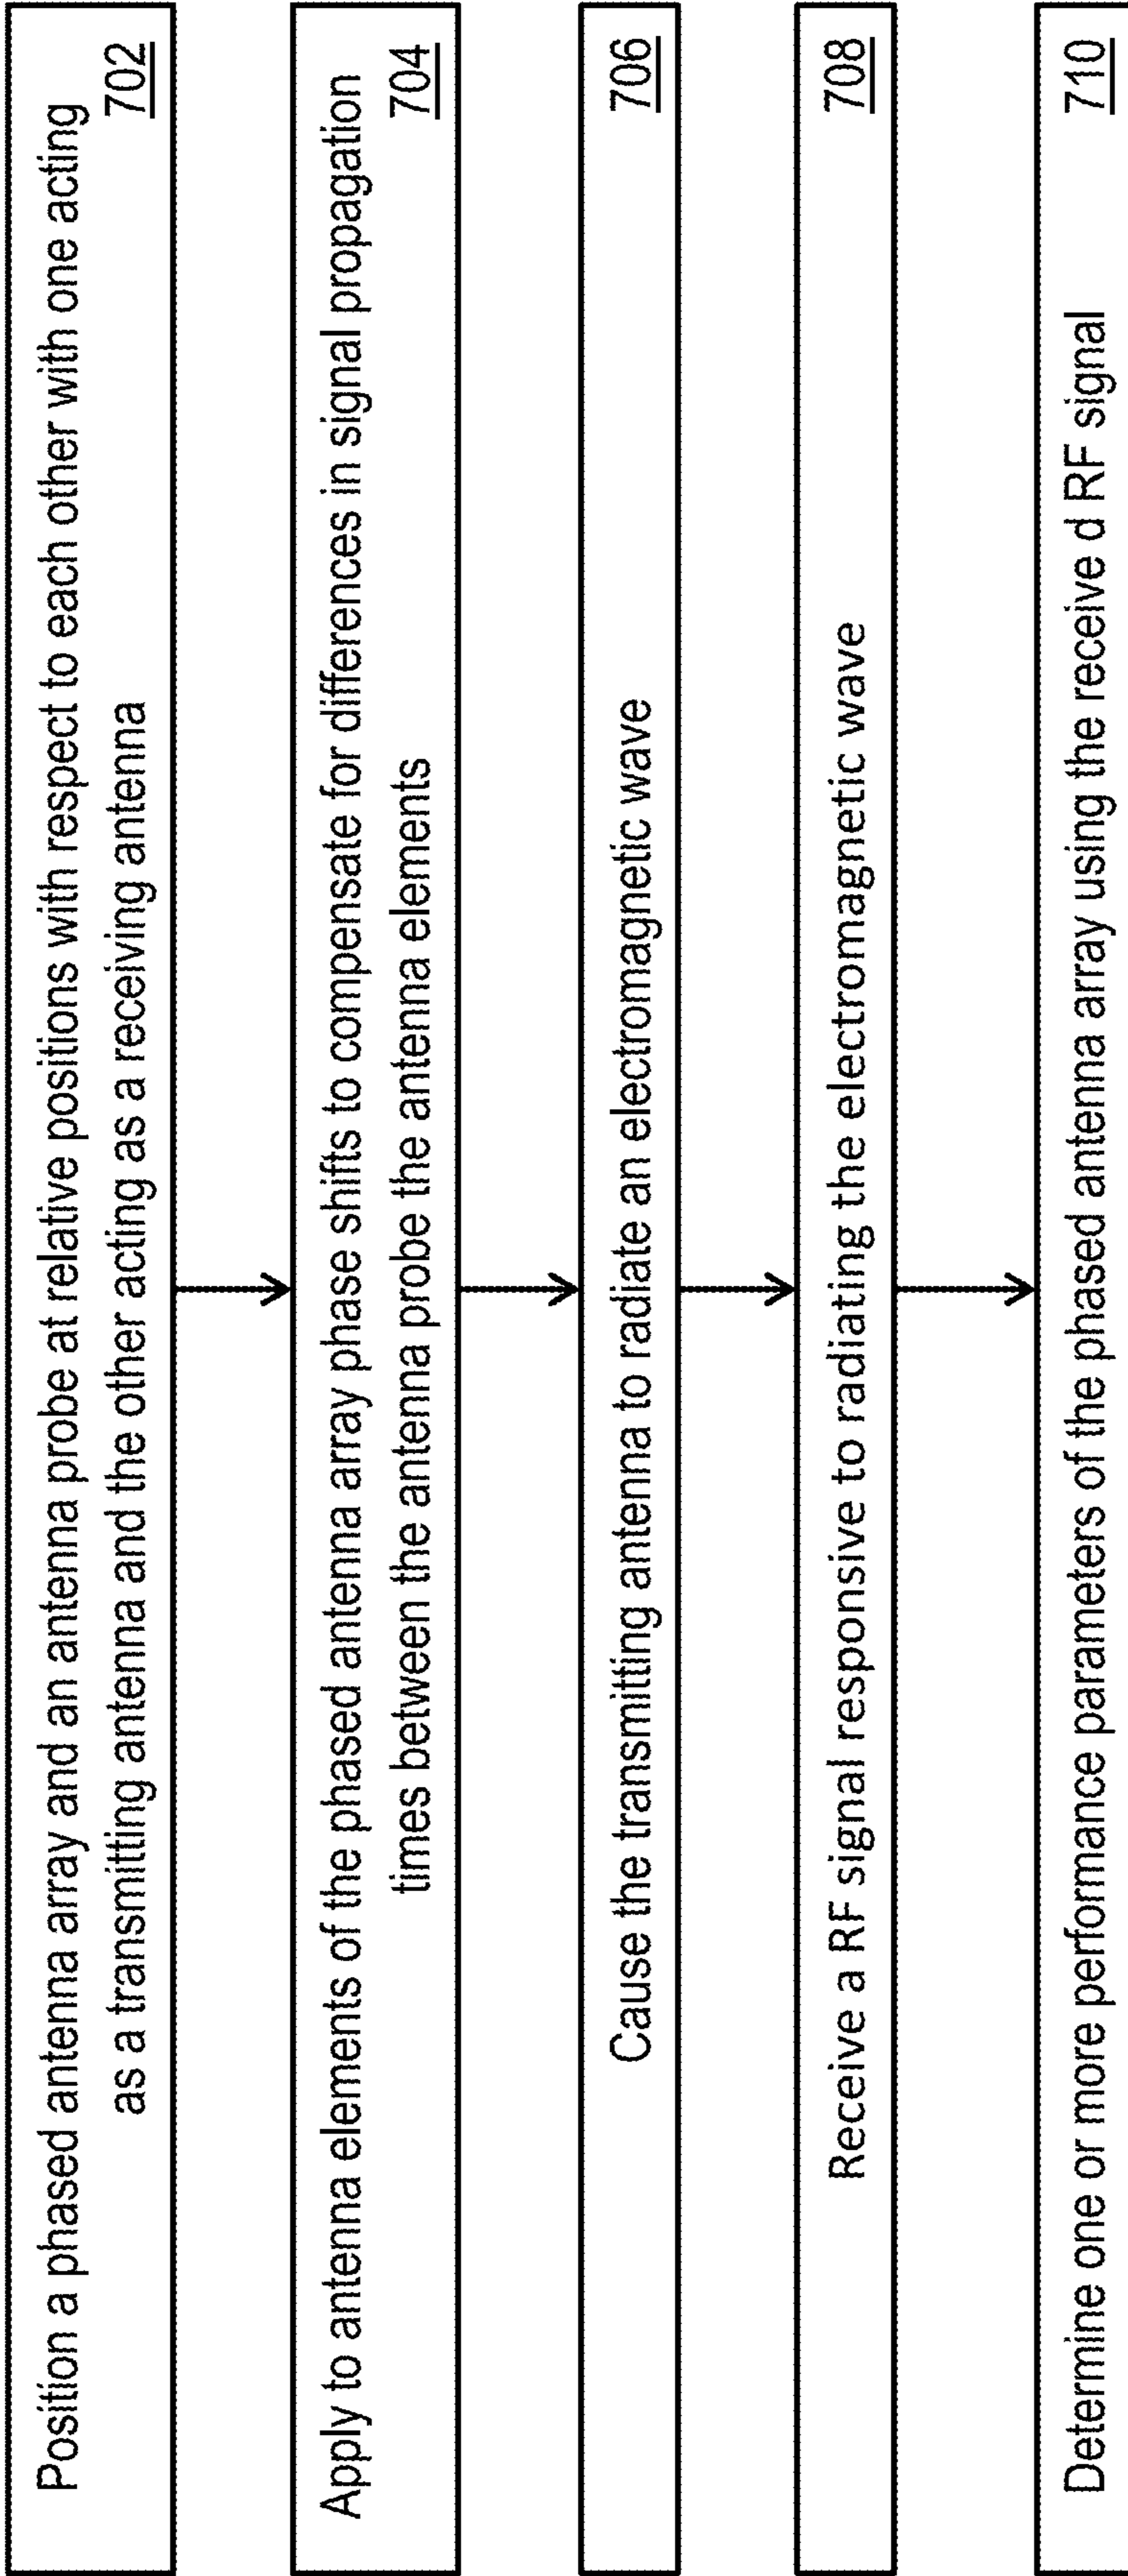 Position a phased antenna array and an antenna probe at relative positions with respect to each other with one acting
as a transmitting antenna and the other acting as a receiving antenna
702
Apply to antenna elements of the phased antenna array phase shifts to compensate for differences in signal propagation
times between the antenna probe the antenna elements
704
Cause the transmitting antenna to radiate an electromagnetic wave
706
Receive a RF signal responsive to radiating the electromagnetic wave
708
Determine one or more performance parameters of the phased antenna array using the receive d RF signal
710